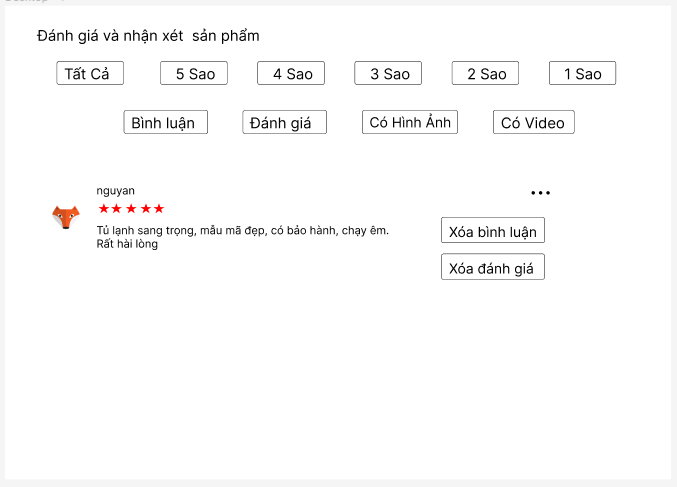 Đánh giá và nhận xét sản phẩm
Tất Cả 5 Sao 4 Sao 3 Sao 2 Sao 1 Sao
Bình luận Đánh giá Có Hình Ảnh Có Video
nguyan
Tủ lạnh sang trọng, mẫu mã đẹp, có bảo hành, chạy êm.
Rất hài lòng
Xóa bình luận
Xóa đánh giá